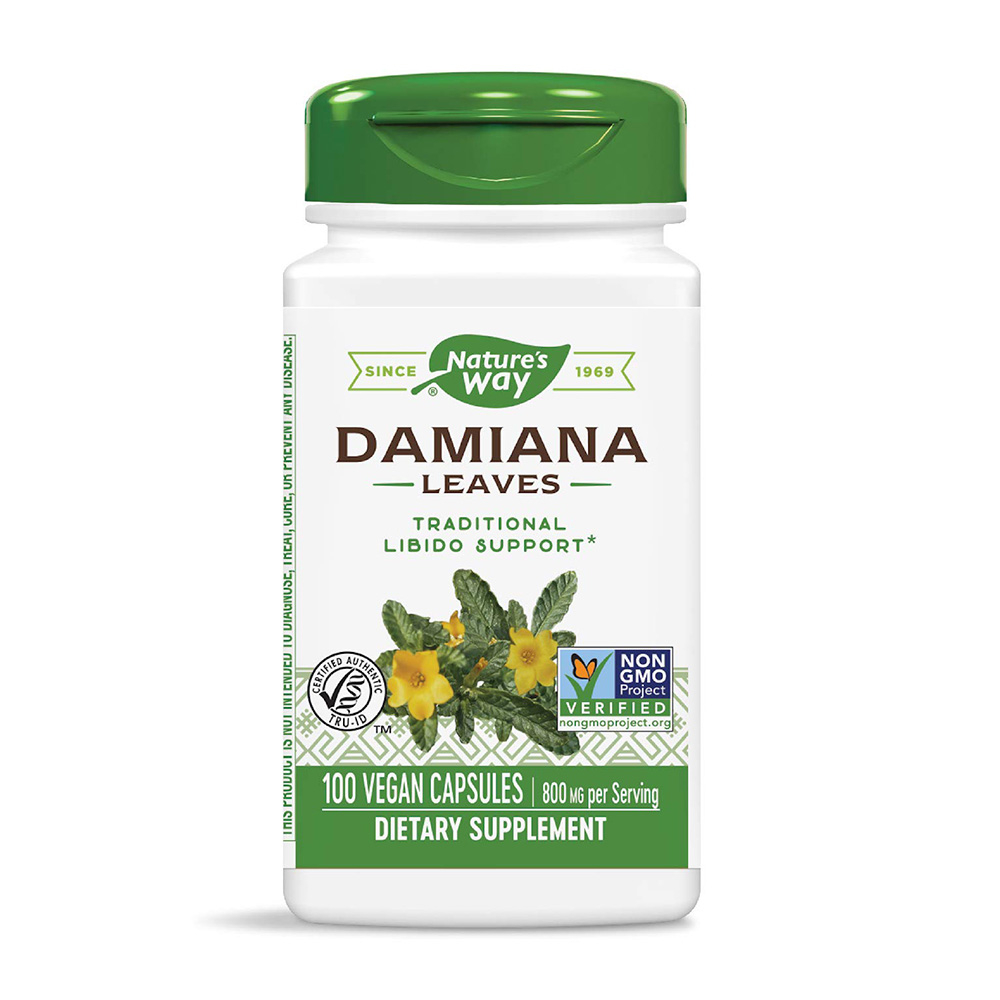 SINCE
Nature's
Way
®
1969
DAMIANA
LEAVES
TRADITIONAL
LIBIDO SUPPORT*
CERTIFIED AUTHENTIC
TRU-ID
TM
NON
GMO
Project
VERIFIED
nongmoproject.org
100 VEGAN CAPSULES | 800 MG per Serving
DIETARY SUPPLEMENT
THIS PRODUCT IS NOT INTENDED TO DIAGNOSE, TREAT, CURE, OR PREVENT ANY DISEASE.